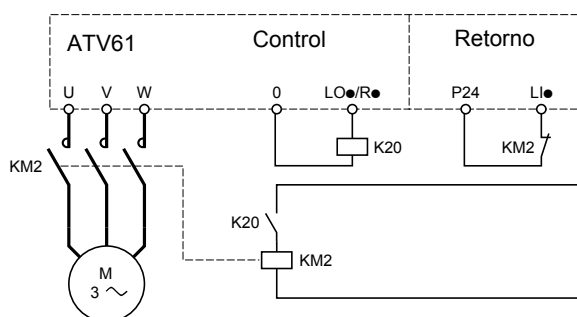 ATV61 Control Retorno
U V W 0 LO●/R● P24 LI●
KM2 K20 KM2
K20
KM2
M
3